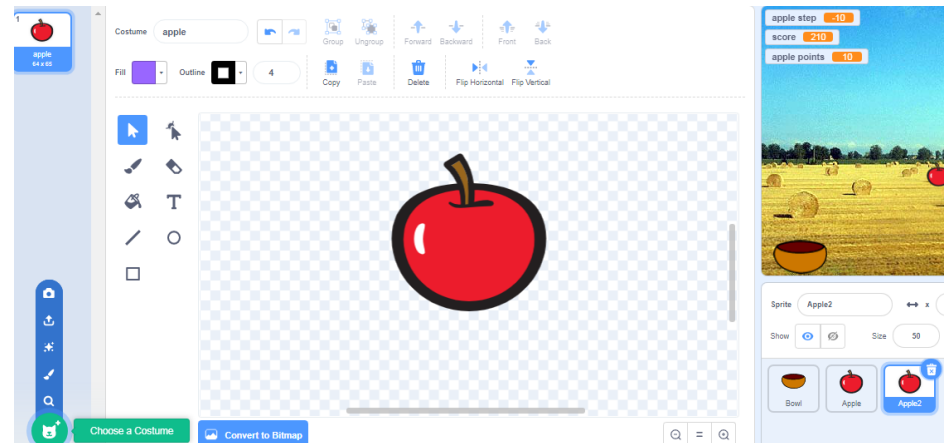 1
apple
64 x 65
Costume apple
Group Ungroup Forward Backward Front Back
Fill Outline 4
Copy Paste Delete Flip Horizontal Flip Vertical
T
Choose a Costume
Convert to Bitmap
apple step -10
score 210
apple points 10
Sprite Apple2 x
Show Size 50
Bowl Apple Apple2